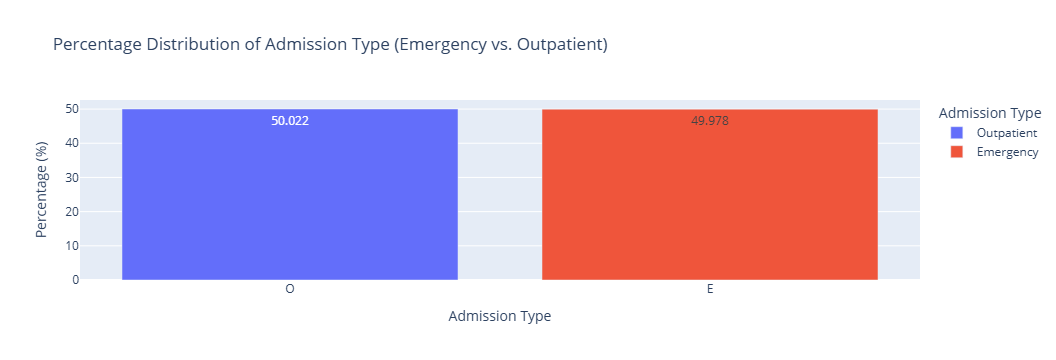 Percentage Distribution of Admission Type (Emergency vs. Outpatient)
Admission Type
Outpatient
Emergency
Percentage (%)
50
40
30
20
10
0
50.022
49.978
O
E
Admission Type